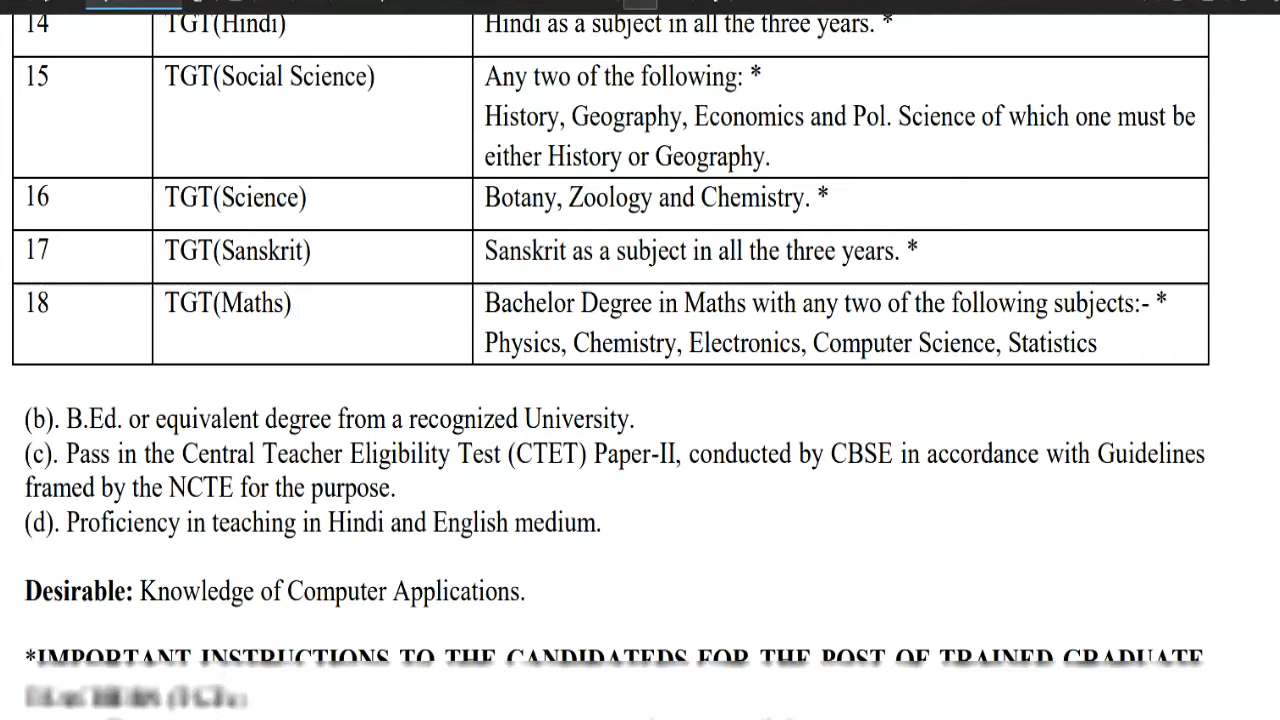 14 TGT(Hindi) Hindi as a subject in all the three years. *
15 TGT(Social Science) Any two of the following: *
History, Geography, Economics and Pol. Science of which one must be
either History or Geography.
16 TGT(Science) Botany, Zoology and Chemistry. *
17 TGT(Sanskrit) Sanskrit as a subject in all the three years. *
18 TGT(Maths) Bachelor Degree in Maths with any two of the following subjects:- *
Physics, Chemistry, Electronics, Computer Science, Statistics
(b). B.Ed. or equivalent degree from a recognized University.
(c). Pass in the Central Teacher Eligibility Test (CTET) Paper-II, conducted by CBSE in accordance with Guidelines
framed by the NCTE for the purpose.
(d). Proficiency in teaching in Hindi and English medium.
Desirable: Knowledge of Computer Applications.
*IMPORTANT INSTRUCTIONS TO THE CANDIDATEDS FOR THE POST OF TRAINED GRADUATE